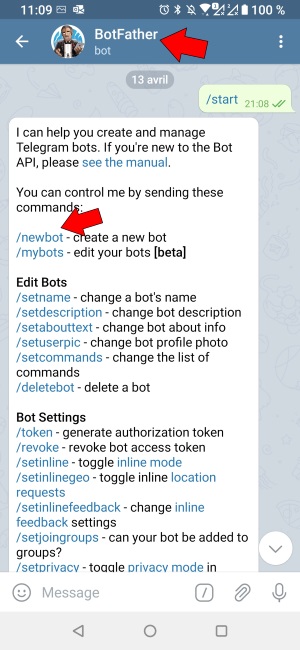 11:09
100 %
BotFather
bot
13 avril
/start 21:08
I can help you create and manage
Telegram bots. If you're new to the Bot
API, please see the manual.
You can control me by sending these
commands:
/newbot - create a new bot
/mybots - edit your bots [beta]
Edit Bots
/setname - change a bot's name
/setdescription - change bot description
/setabouttext - change bot about info
/setuserpic - change bot profile photo
/setcommands - change the list of
commands
/deletebot - delete a bot
Bot Settings
/token - generate authorization token
/revoke - revoke bot access token
/setinline - toggle inline mode
/setinlinegeo - toggle inline location
requests
/setinlinefeedback - change inline
feedback settings
/setjoingroups - can your bot be added to
groups?
/setprivacy - toggle privacy mode in
Message